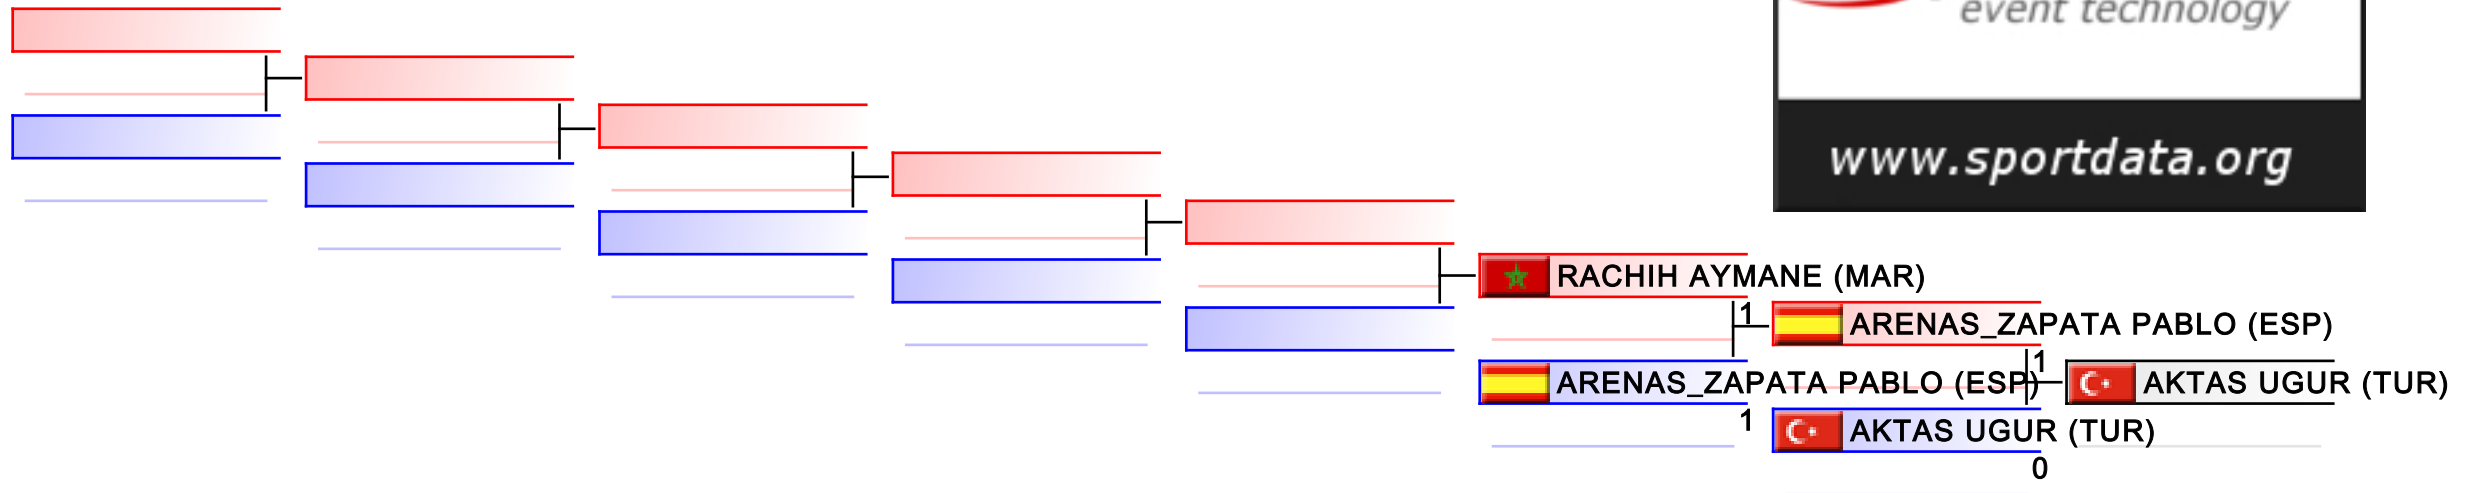 event technology
www.sportdata.org
RACHIH AYMANE (MAR)
1
ARENAS_ZAPATA PABLO (ESP)
1
ARENAS_ZAPATA PABLO (ESP)
AKTAS UGUR (TUR)
1
AKTAS UGUR (TUR)
0